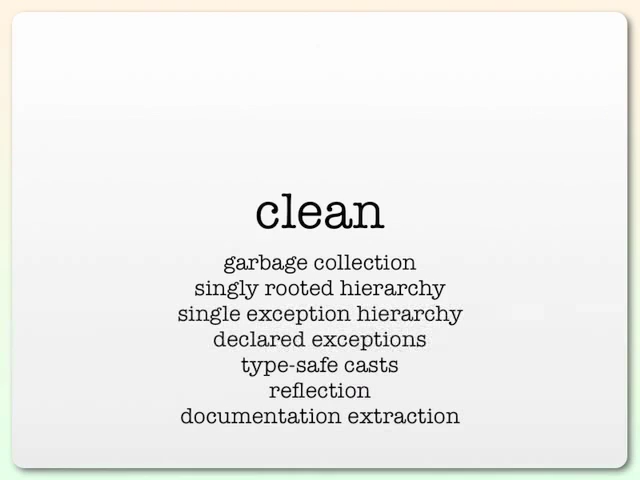 clean
garbage collection
singly rooted hierarchy
single exception hierarchy
declared exceptions
type-safe casts
reflection
documentation extraction